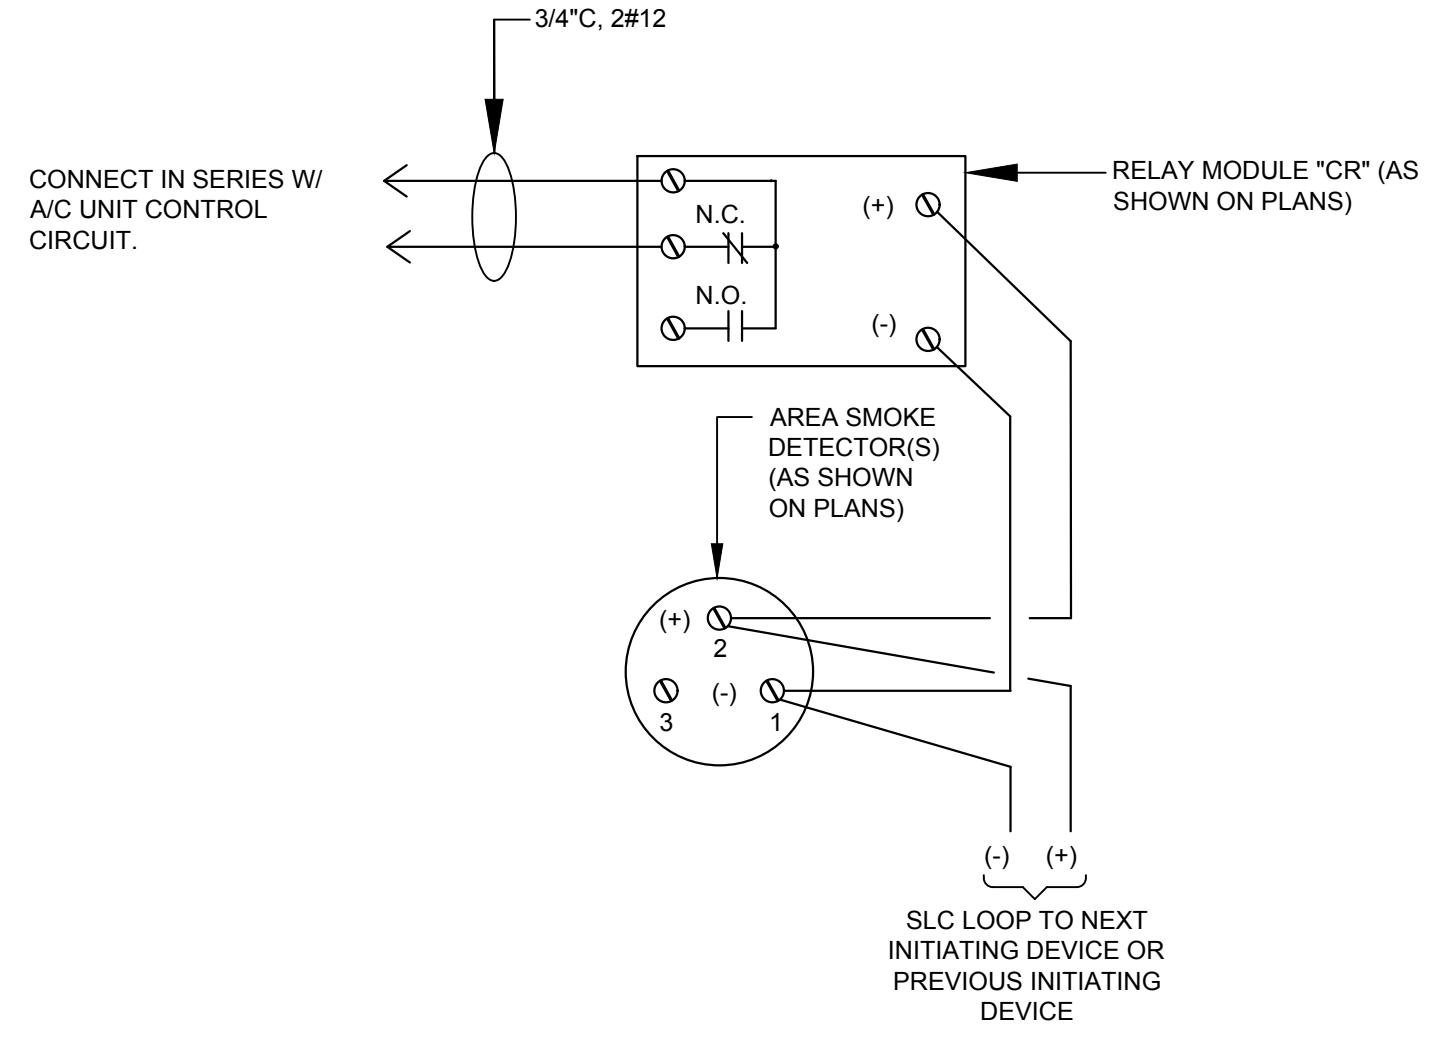 3/4"C, 2#12
CONNECT IN SERIES W/
A/C UNIT CONTROL
CIRCUIT.
RELAY MODULE "CR" (AS
SHOWN ON PLANS)
N.C.
(+)
N.O.
(-)
AREA SMOKE
DETECTOR(S)
(AS SHOWN
ON PLANS)
(+)
2
(-)
3
1
(-) (+)
SLC LOOP TO NEXT
INITIATING DEVICE OR
PREVIOUS INITIATING
DEVICE